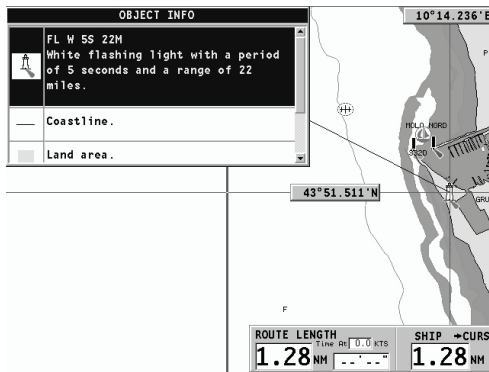 OBJECT INFO
10°14.236'E
FL W 5S 22M
White flashing light with a period
of 5 seconds and a range of 22
miles.
Coastline.
Land area.
P
MOLO NORD
3320
43°51.511'N
GRU
F
ROUTE LENGTH
Time At 0.0 KTS
1.28 NM --'--"
SHIP →CURS
1.28 NM